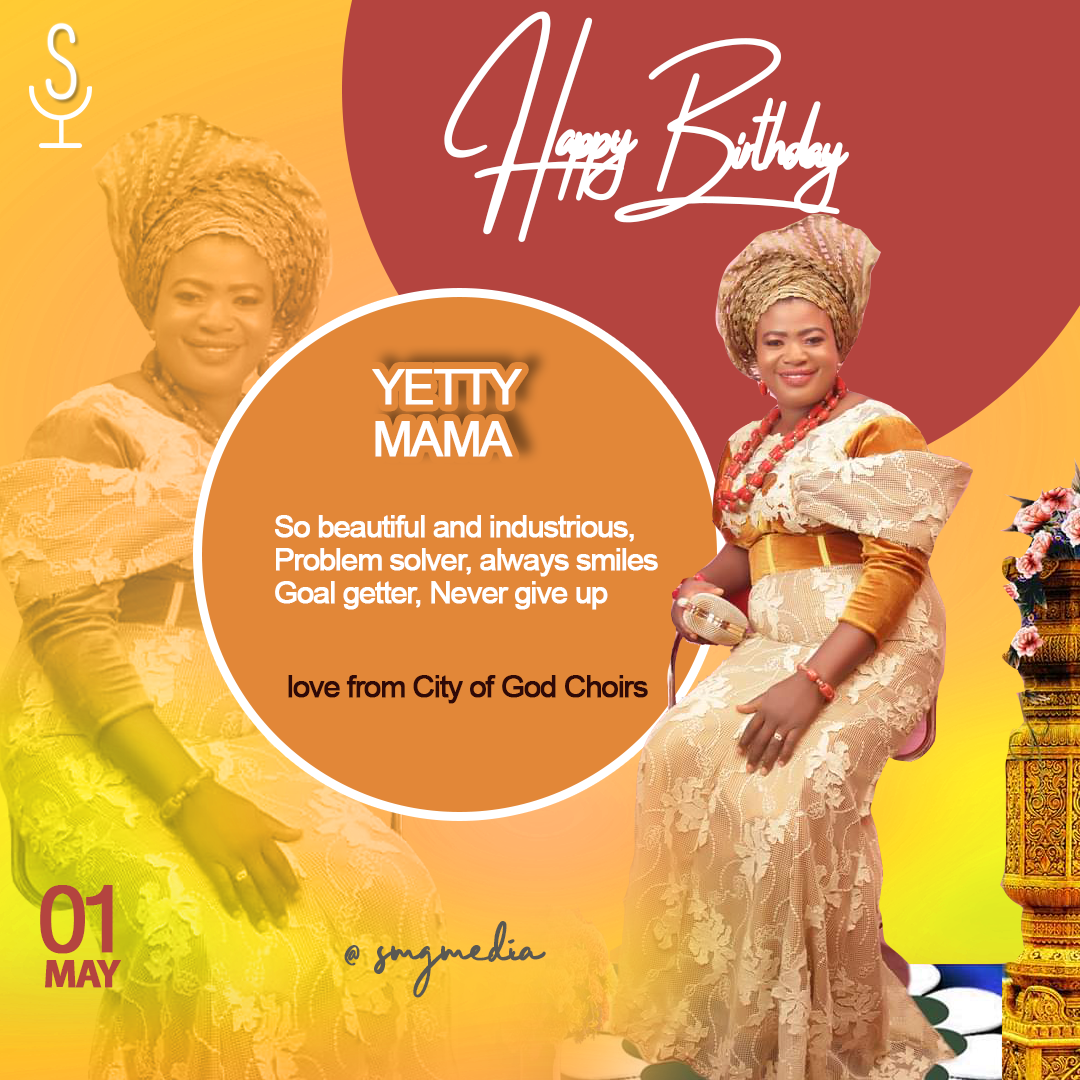 S
Happy Birthday
YETTY
MAMA
So beautiful and industrious,
Problem solver, always smiles
Goal getter, Never give up
love from City of God Choirs
01
MAY
@ smgmedia